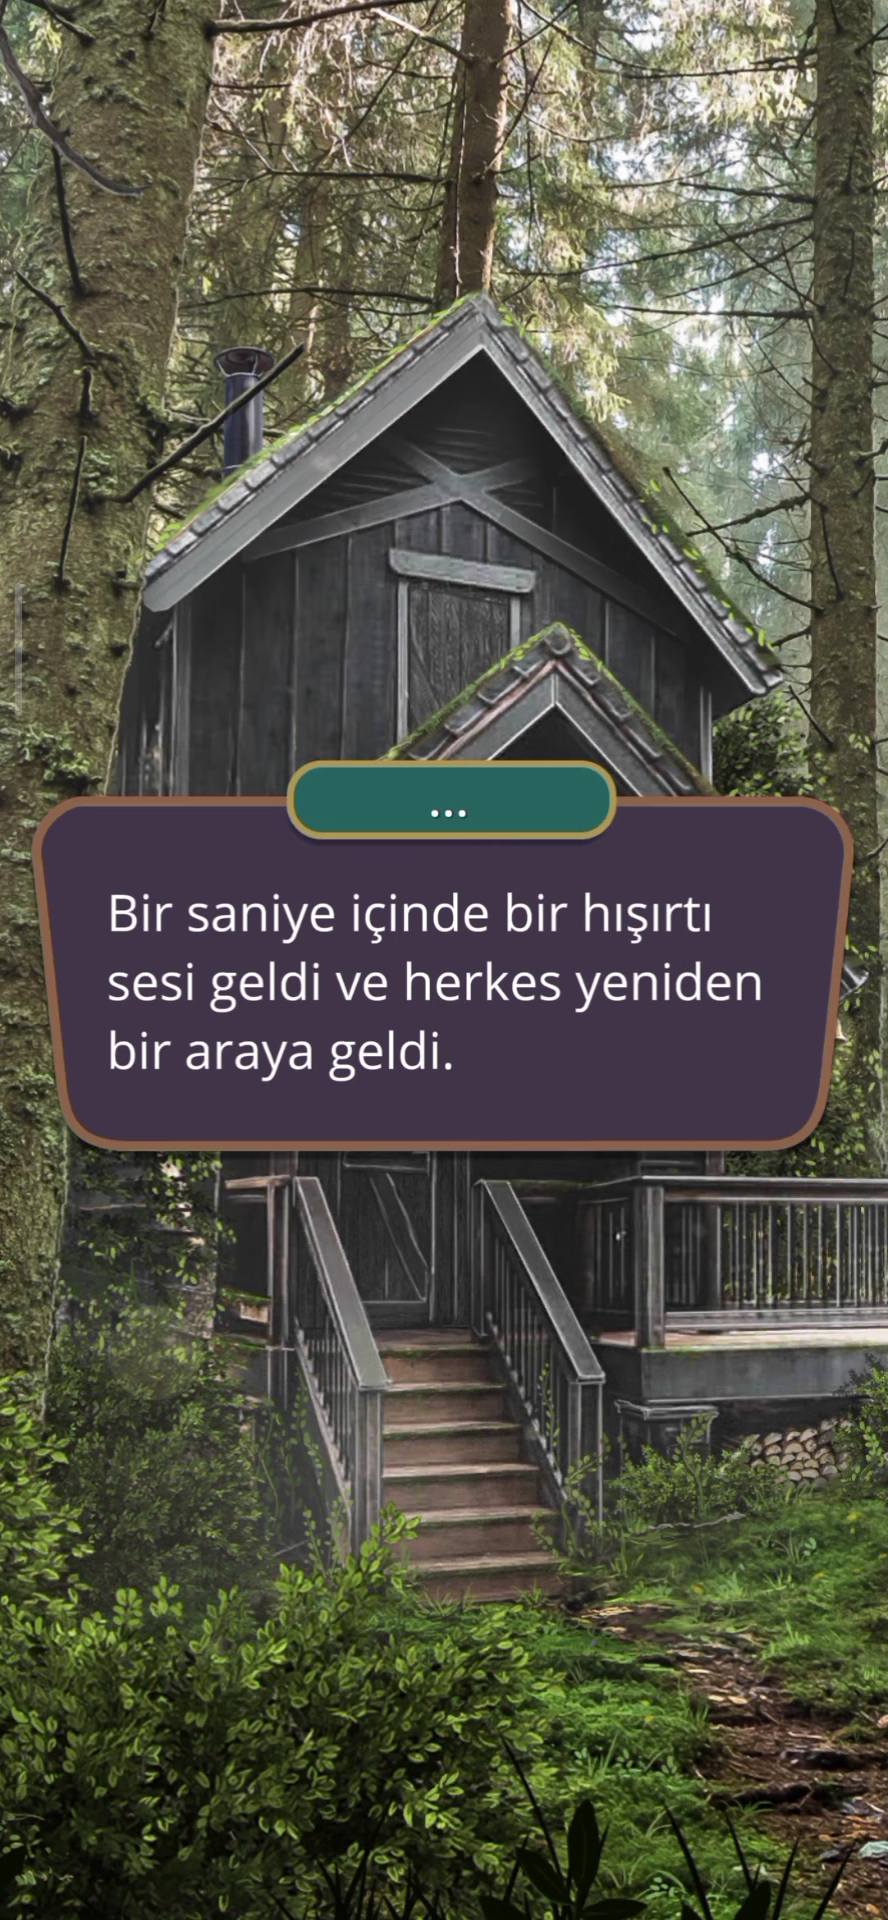 ...
Bir saniye içinde bir hışırtı
sesi geldi ve herkes yeniden
bir araya geldi.